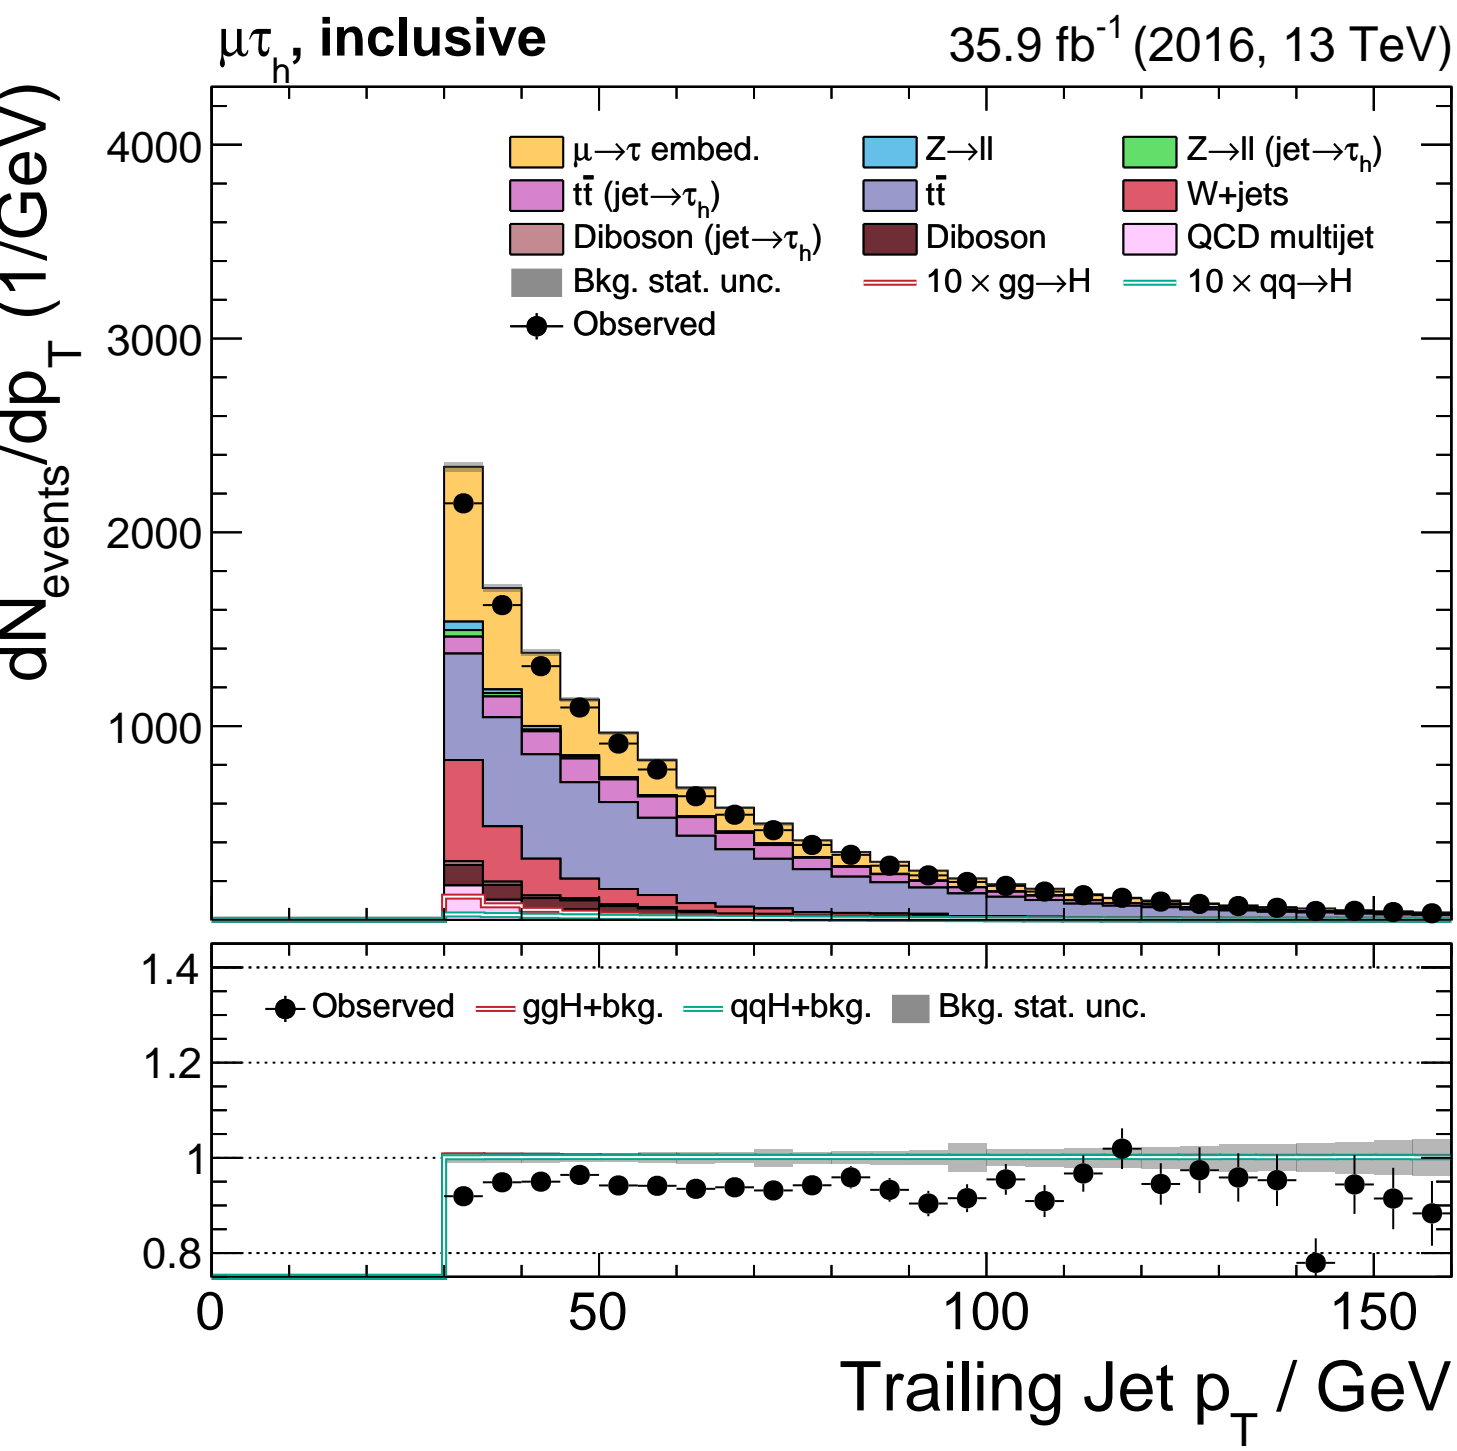 μτh, inclusive
35.9 fb-1 (2016, 13 TeV)
dNevents/dpT (1/GeV)
4000
3000
2000
1000
μ→τ embed.
Z→ll
Z→ll (jet→τh)
tt̄ (jet→τh)
tt̄
W+jets
Diboson (jet→τh)
Diboson
QCD multijet
Bkg. stat. unc.
10 × gg→H
10 × qq→H
Observed
1.4
1.2
1
0.8
Observed
ggH+bkg.
qqH+bkg.
Bkg. stat. unc.
0
50
100
150
Trailing Jet pT / GeV